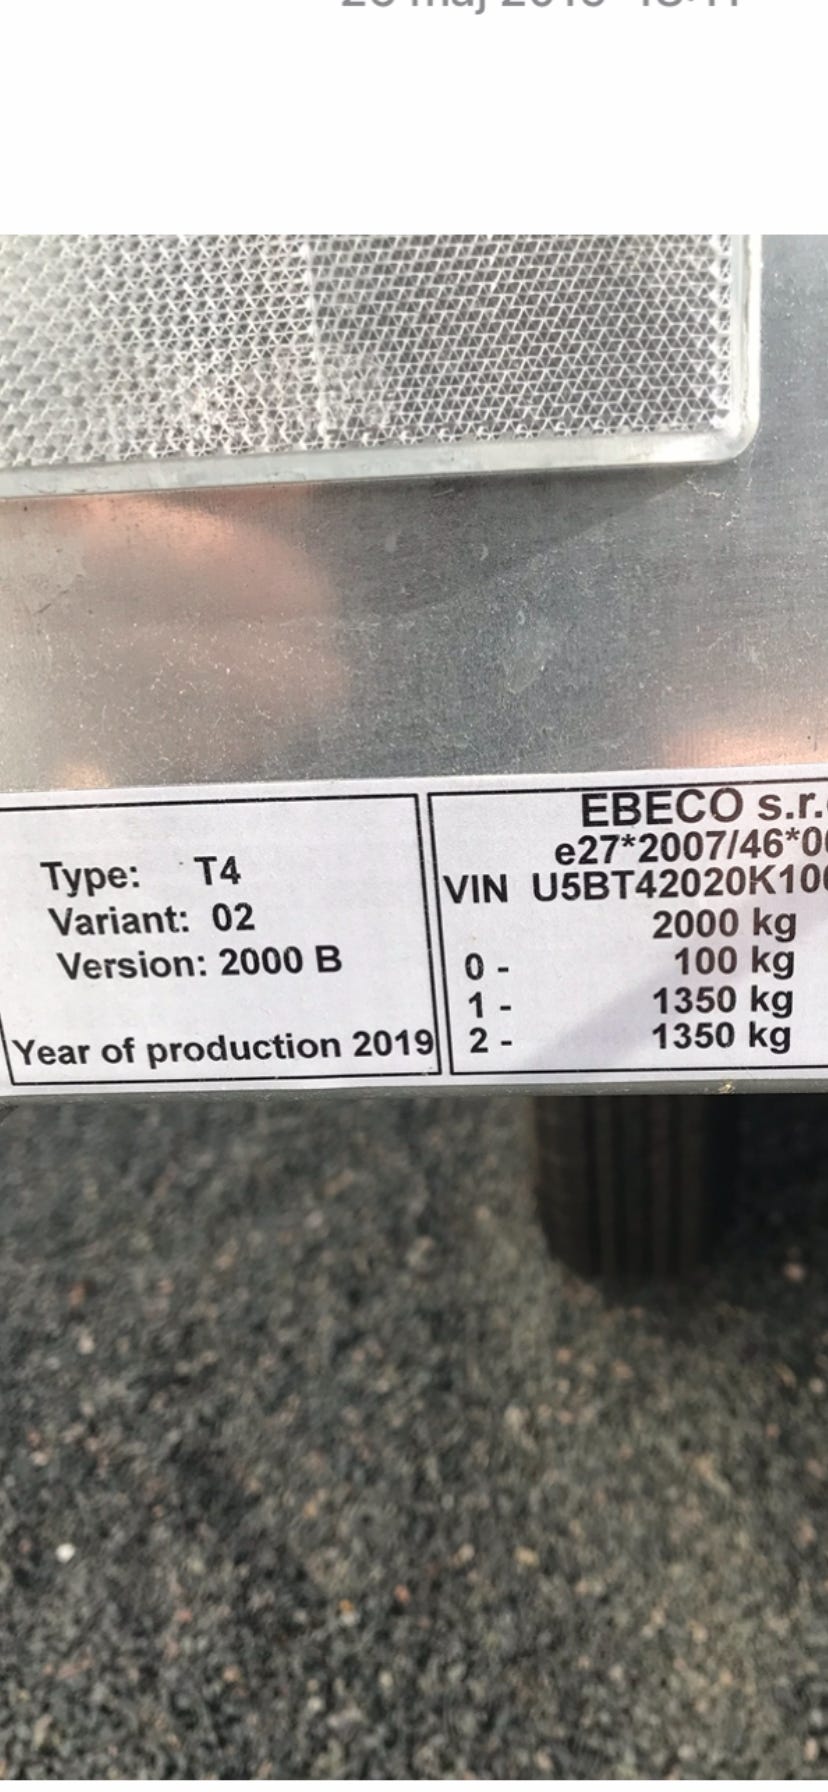 Type: T4
Variant: 02
Version: 2000 B
Year of production 2019
EBECO s.r.
e27*2007/46*0
VIN U5BT42020K10
2000 kg
0 - 100 kg
1 - 1350 kg
2 - 1350 kg